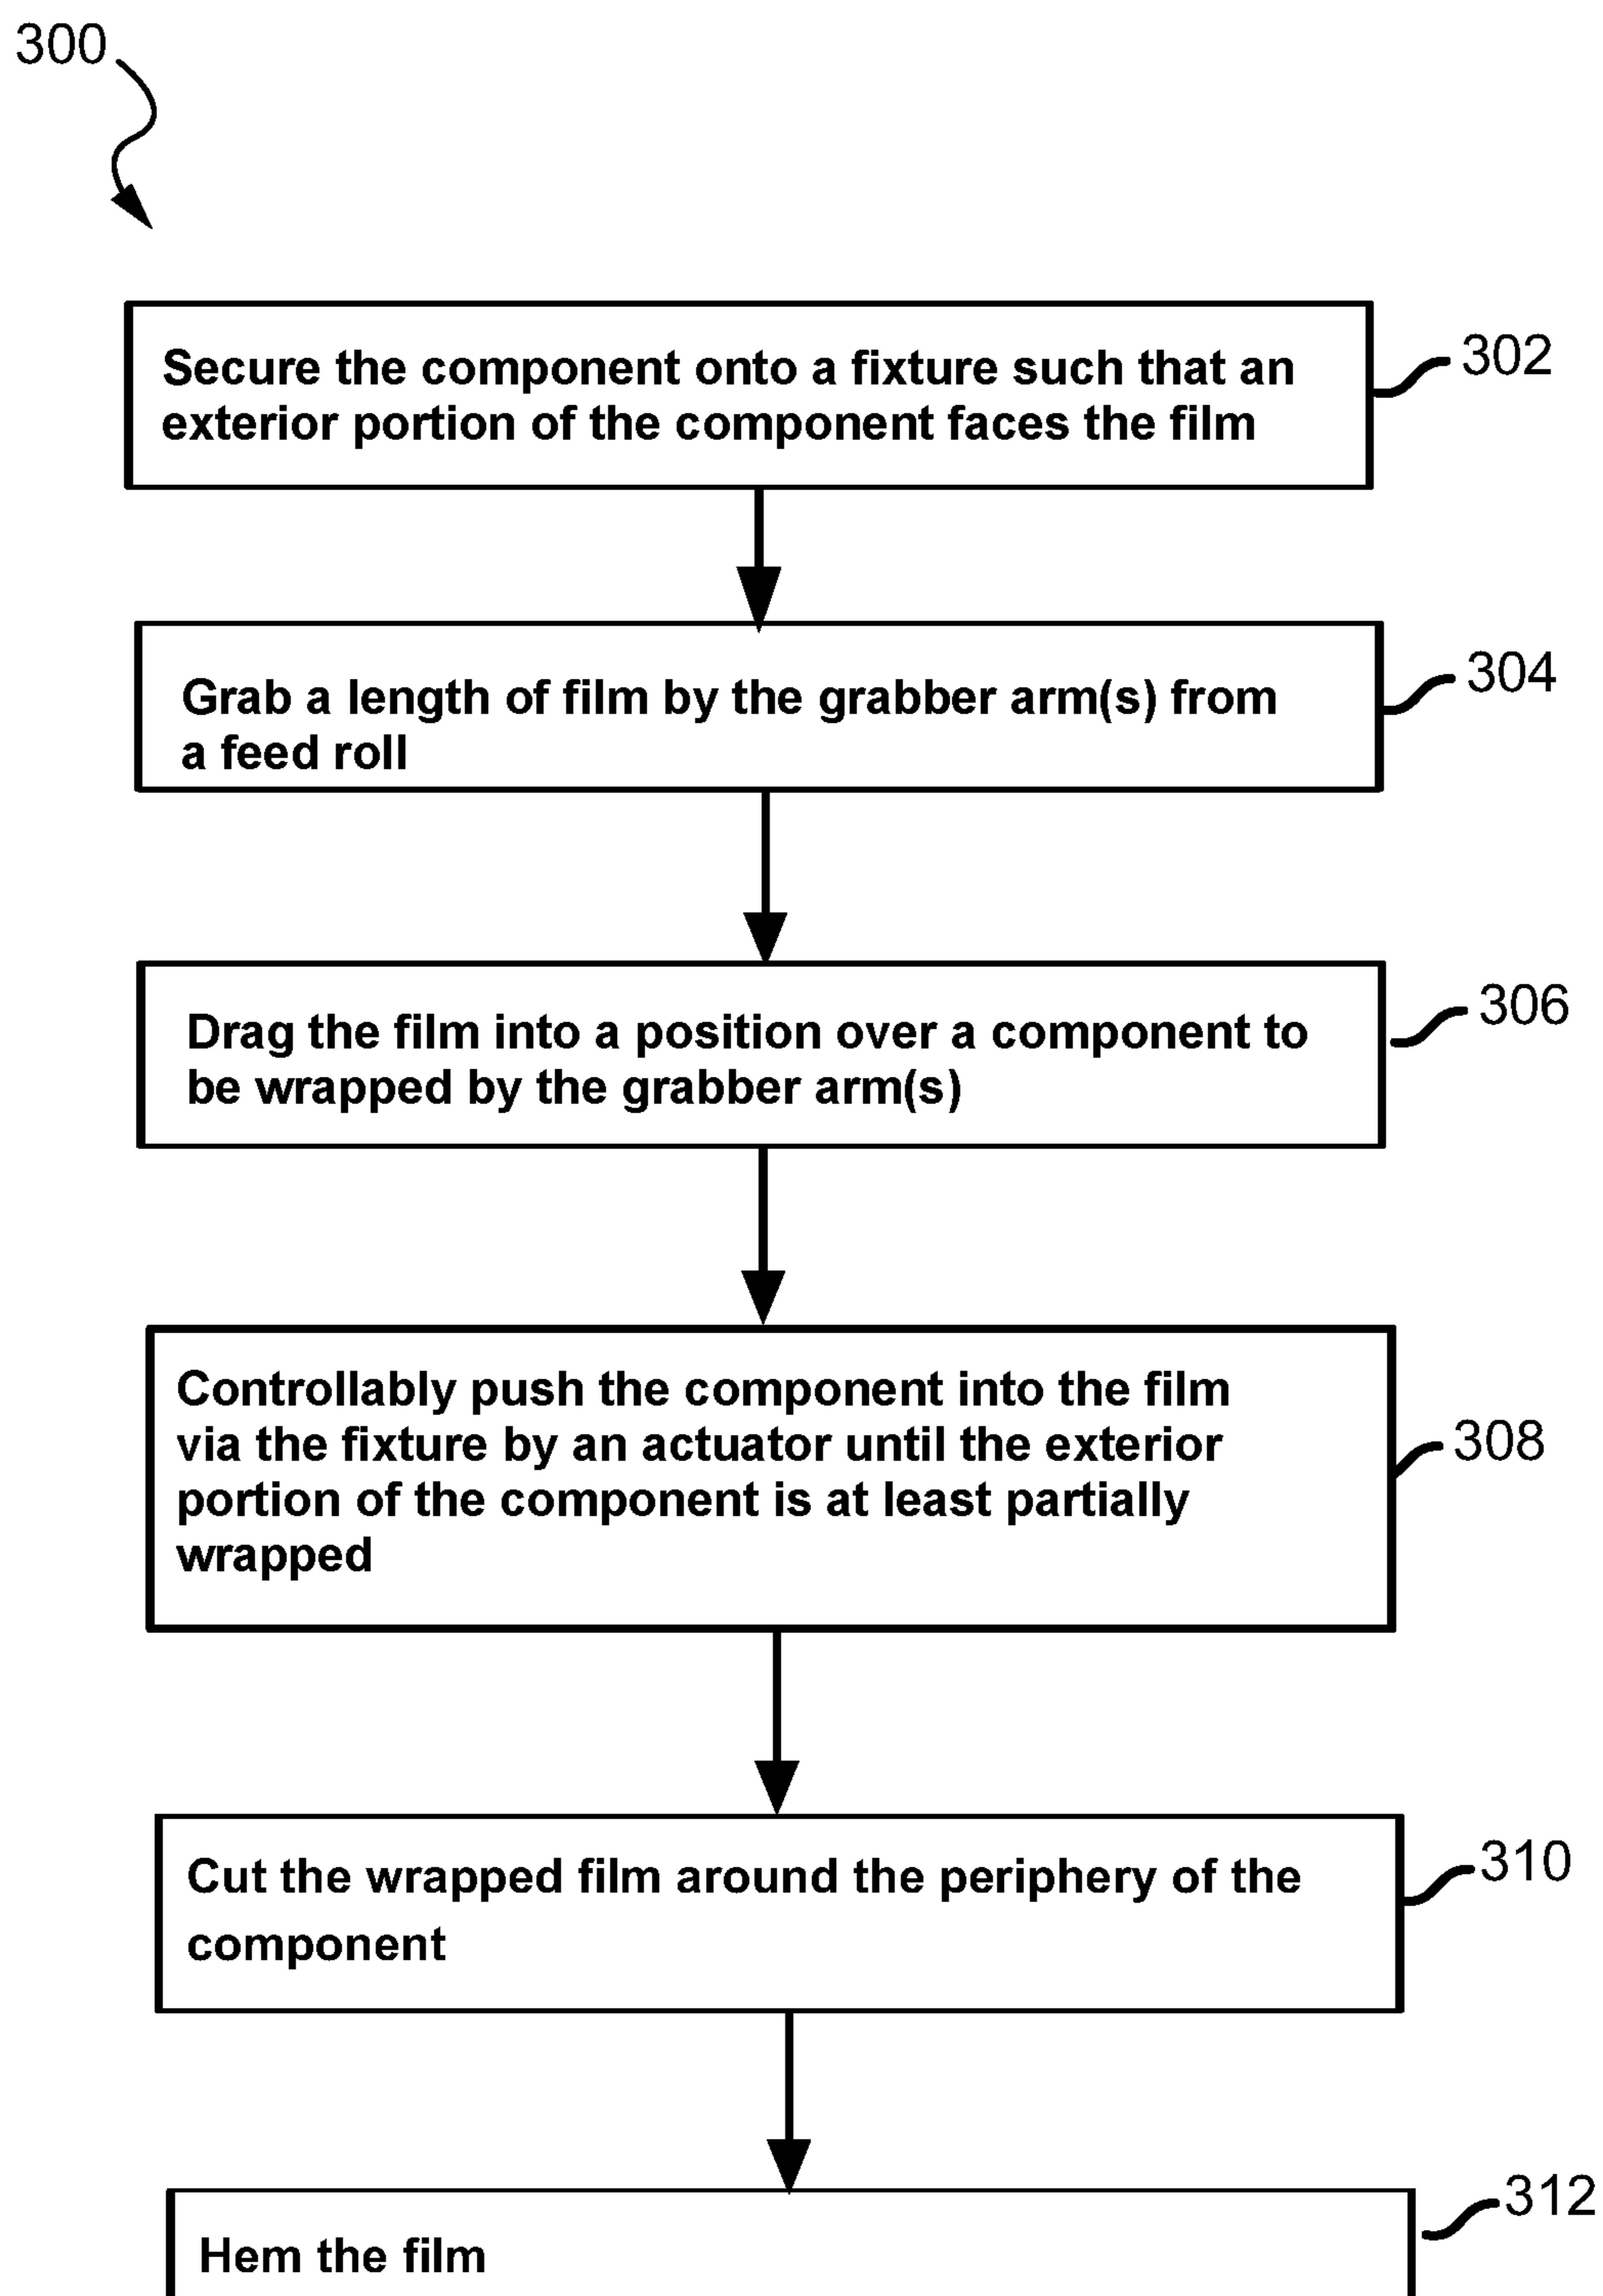 300
Secure the component onto a fixture such that an
exterior portion of the component faces the film
302
Grab a length of film by the grabber arm(s) from
a feed roll
304
Drag the film into a position over a component to
be wrapped by the grabber arm(s)
306
Controllably push the component into the film
via the fixture by an actuator until the exterior
portion of the component is at least partially
wrapped
308
Cut the wrapped film around the periphery of the
component
310
Hem the film
312